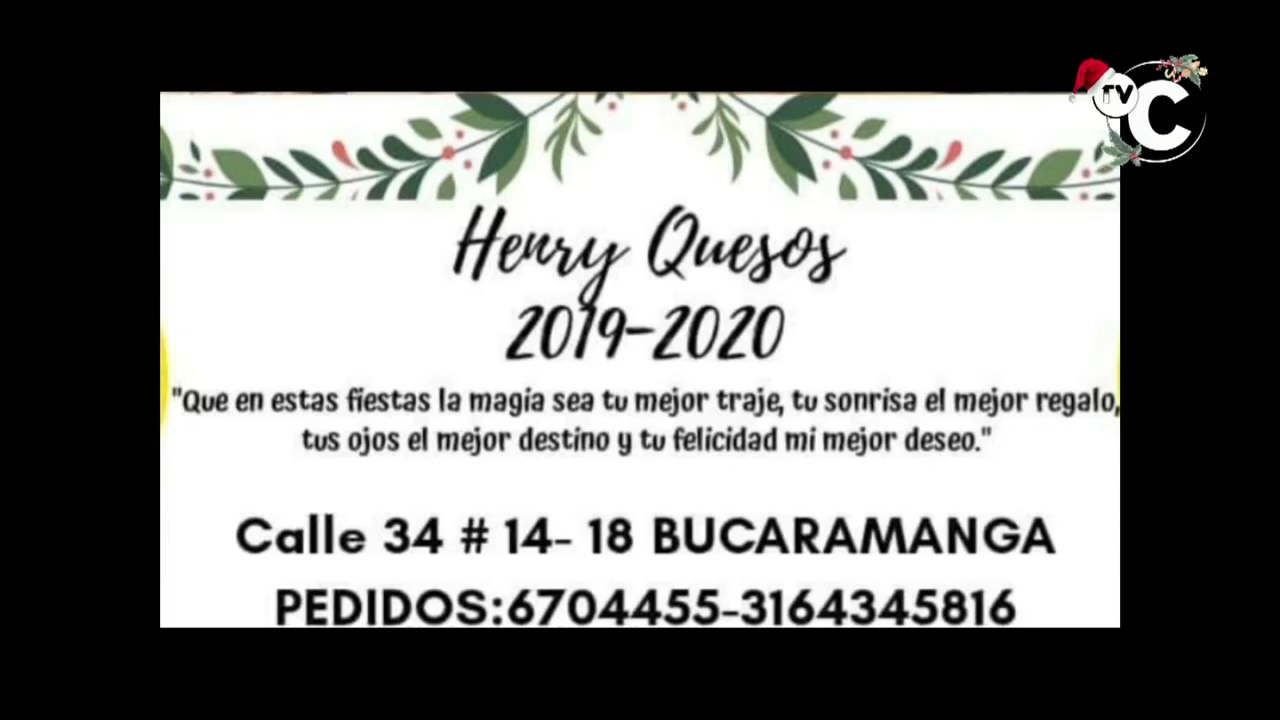 TV
C
Henry Quesos
2019-2020
"Que en estas fiestas la magia sea tu mejor traje, tu sonrisa el mejor regalo,
tus ojos el mejor destino y tu felicidad mi mejor deseo."
Calle 34 # 14- 18 BUCARAMANGA
PEDIDOS:6704455-3164345816